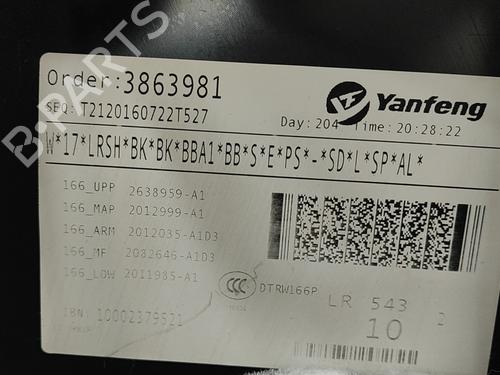 Order:3863981
Yanfeng
SEQ:T2120160722T527
Day: 204 Time: 20:28:22
W*17*LRSH*BK*BK*BBA1*BB*S*E*PS*-*SD*L*SP*AL*
166_UPP 2638959-A1
166_MAP 2012999-A1
166_ARM 2012035-A1D3
166_MF 2082646-A1D3
166_LOW 2011985-A1
DTRW166P
LR 543 2
IBN: 10002379521
10
B-PARTS